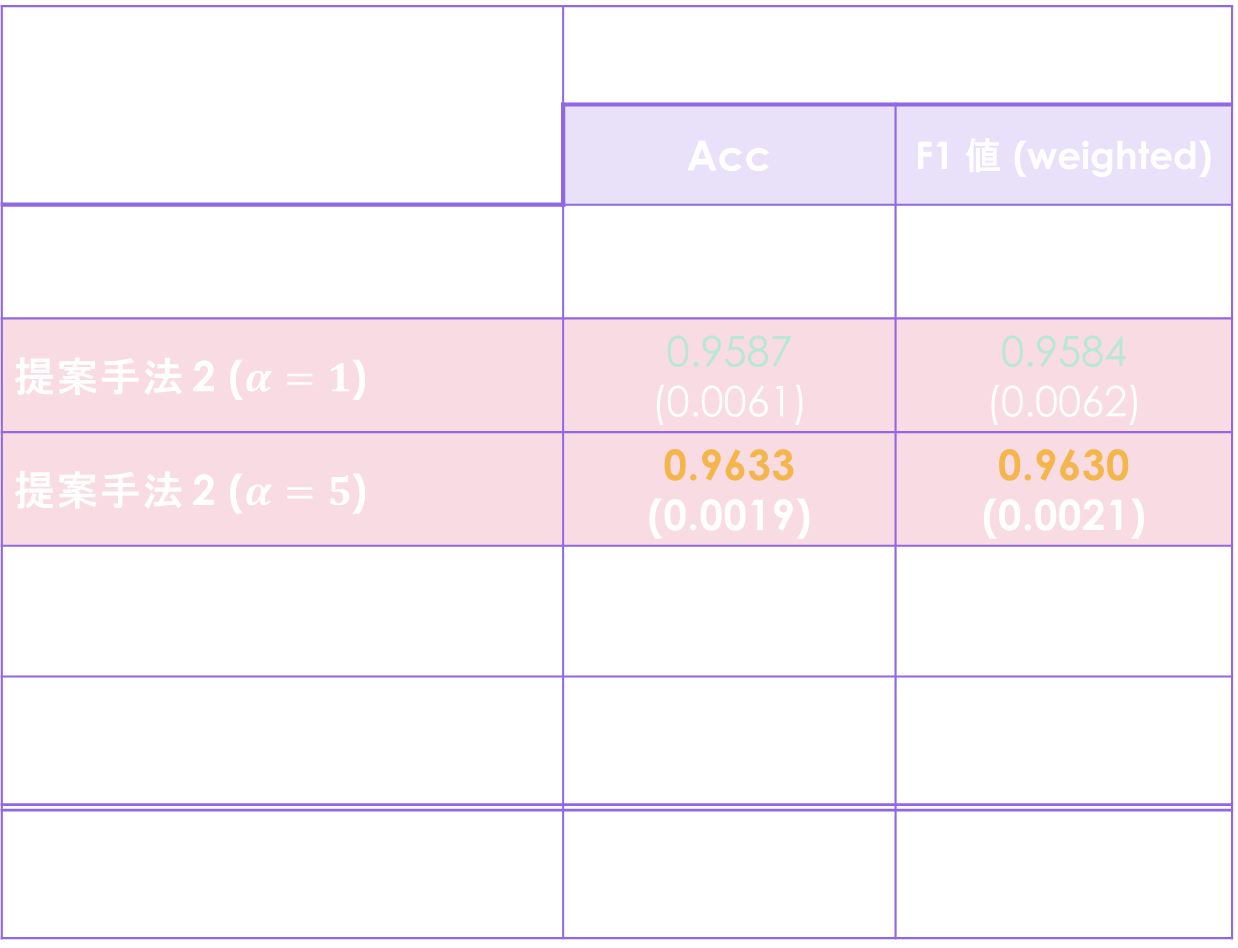 Acc
F1 値 (weighted)
提案手法 2 (α = 1)
0.9587
(0.0061)
0.9584
(0.0062)
提案手法 2 (α = 5)
0.9633
(0.0019)
0.9630
(0.0021)